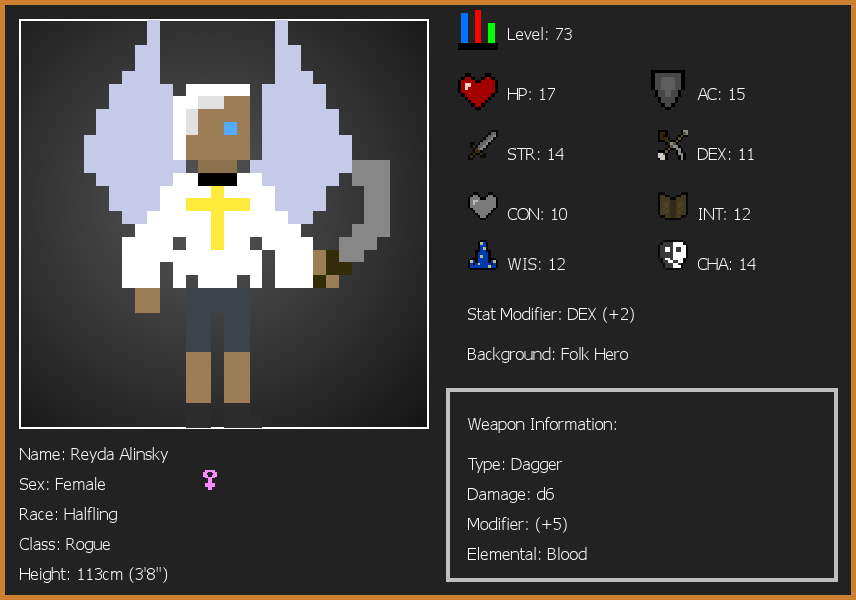 Level: 73
HP: 17
AC: 15
STR: 14
DEX: 11
CON: 10
INT: 12
WIS: 12
CHA: 14
Stat Modifier: DEX (+2)
Background: Folk Hero
Weapon Information:
Type: Dagger
Damage: d6
Modifier: (+5)
Elemental: Blood
Name: Reyda Alinsky
Sex: Female
Race: Halfling
Class: Rogue
Height: 113cm (3'8")